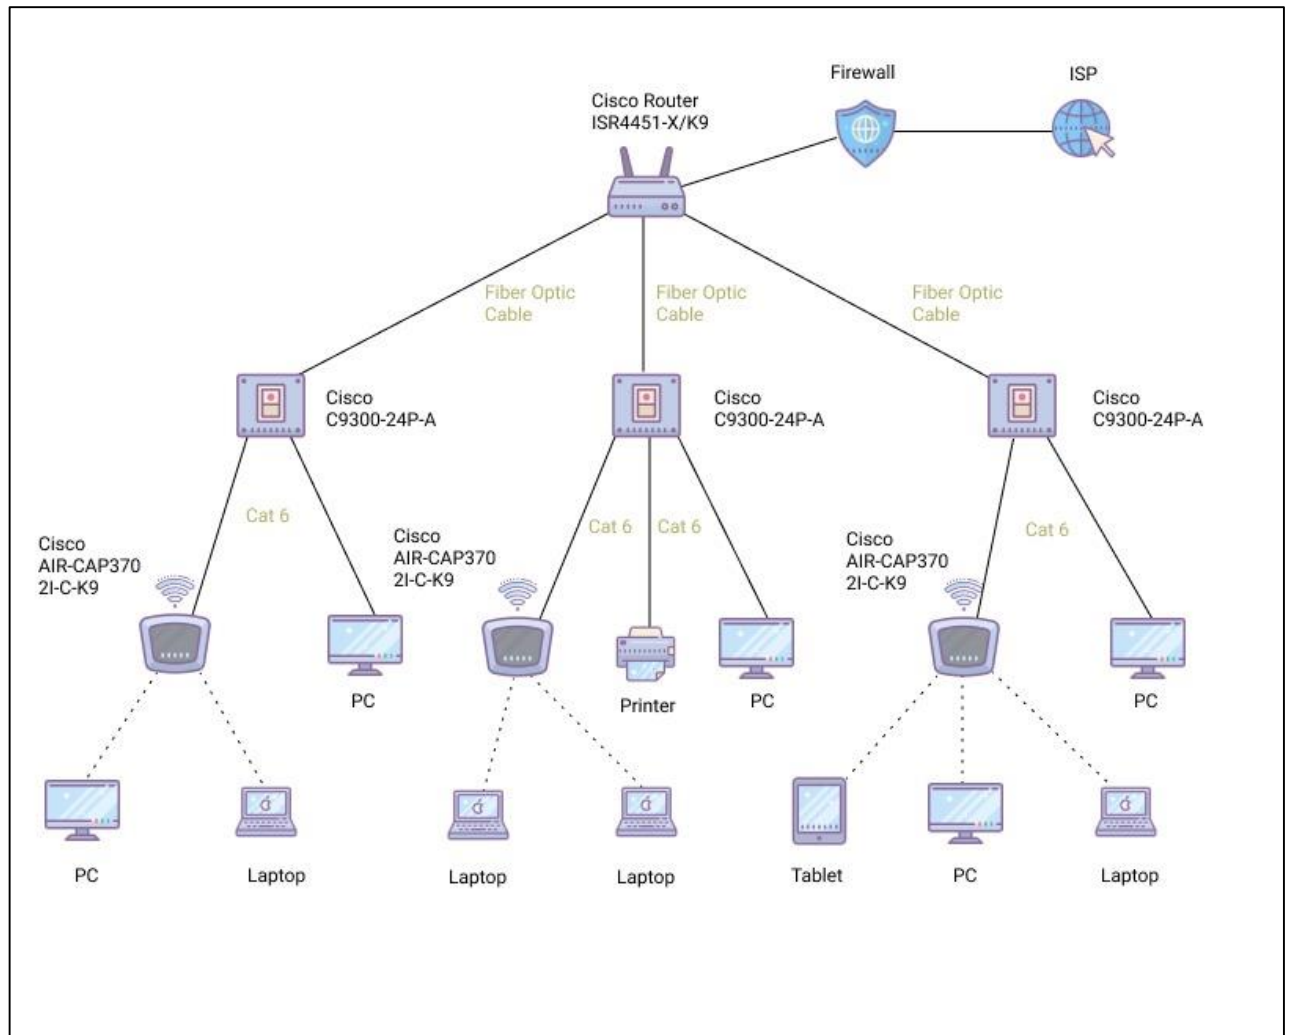 Firewall
ISP
Cisco Router
ISR4451-X/K9
Fiber Optic
Cable
Fiber Optic
Cable
Fiber Optic
Cable
Cisco
C9300-24P-A
Cisco
C9300-24P-A
Cisco
C9300-24P-A
Cat 6
Cat 6
Cat 6
Cat 6
Cisco
AIR-CAP370
2I-C-K9
Cisco
AIR-CAP370
2I-C-K9
Cisco
AIR-CAP370
2I-C-K9
PC
Printer
PC
PC
PC
Laptop
Laptop
Laptop
Tablet
PC
Laptop